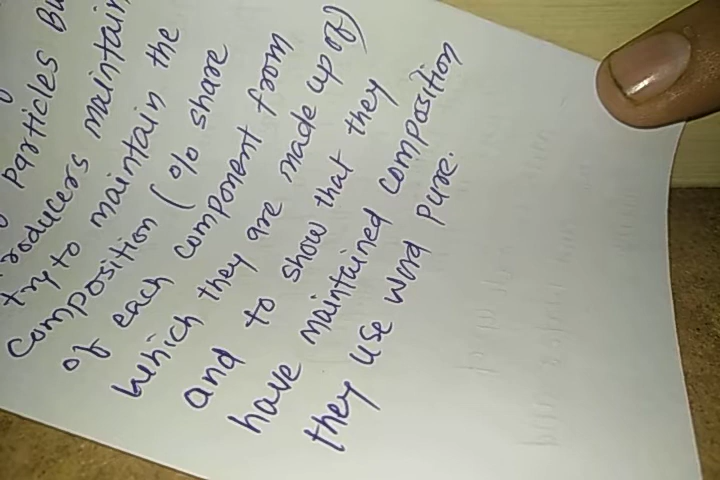 particles Bu
roducers maintain
try to maintain the
composition (% share
of each component from
which they are made up of)
and to show that they
have maintained composition
they use word pure.